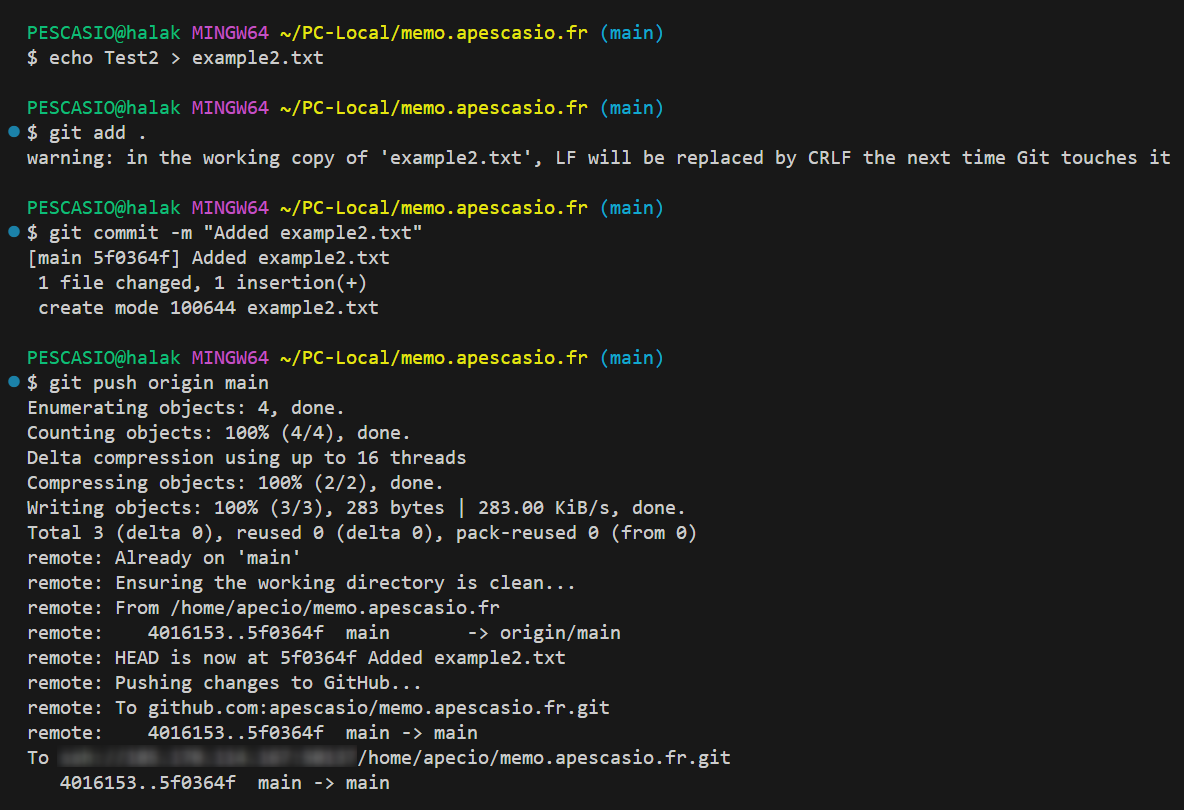 PESCASIO@halak MINGW64 ~/PC-Local/memo.apescasio.fr (main)
$ echo Test2 > example2.txt
PESCASIO@halak MINGW64 ~/PC-Local/memo.apescasio.fr (main)
$ git add .
warning: in the working copy of 'example2.txt', LF will be replaced by CRLF the next time Git touches it
PESCASIO@halak MINGW64 ~/PC-Local/memo.apescasio.fr (main)
$ git commit -m "Added example2.txt"
[main 5f0364f] Added example2.txt
 1 file changed, 1 insertion(+)
 create mode 100644 example2.txt
PESCASIO@halak MINGW64 ~/PC-Local/memo.apescasio.fr (main)
$ git push origin main
Enumerating objects: 4, done.
Counting objects: 100% (4/4), done.
Delta compression using up to 16 threads
Compressing objects: 100% (2/2), done.
Writing objects: 100% (3/3), 283 bytes | 283.00 KiB/s, done.
Total 3 (delta 0), reused 0 (delta 0), pack-reused 0 (from 0)
remote: Already on 'main'
remote: Ensuring the working directory is clean...
remote: From /home/apecio/memo.apescasio.fr
remote:    4016153..5f0364f  main       -> origin/main
remote: HEAD is now at 5f0364f Added example2.txt
remote: Pushing changes to GitHub...
remote: To github.com:apescasio/memo.apescasio.fr.git
remote:    4016153..5f0364f  main -> main
To /home/apecio/memo.apescasio.fr.git
   4016153..5f0364f  main -> main